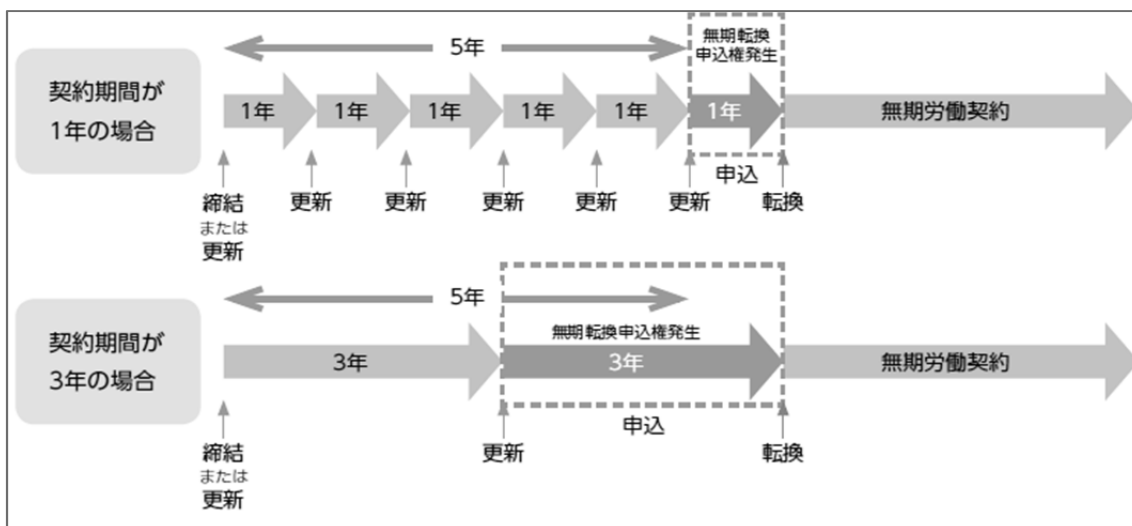 契約期間が
1年の場合
5年
無期転換
申込権発生
1年
1年
1年
1年
1年
1年
無期労働契約
申込
締結
または
更新
更新
更新
更新
更新
更新
転換
契約期間が
3年の場合
5年
無期転換申込権発生
3年
3年
無期労働契約
申込
締結
または
更新
更新
転換